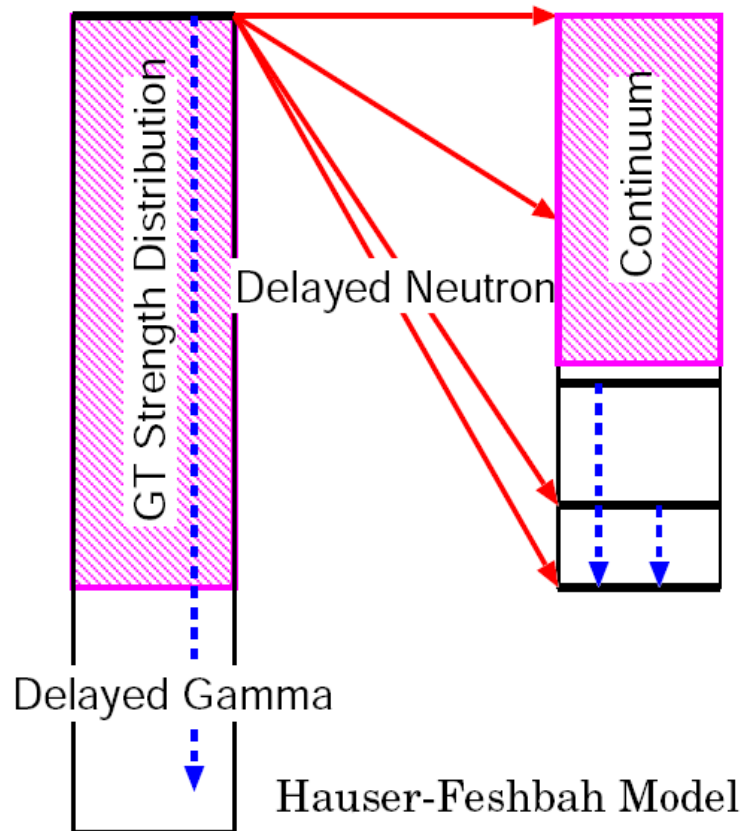 GT Strength Distribution
Continuum
Delayed Neutron
Delayed Gamma
Hauser-Feshbah Model